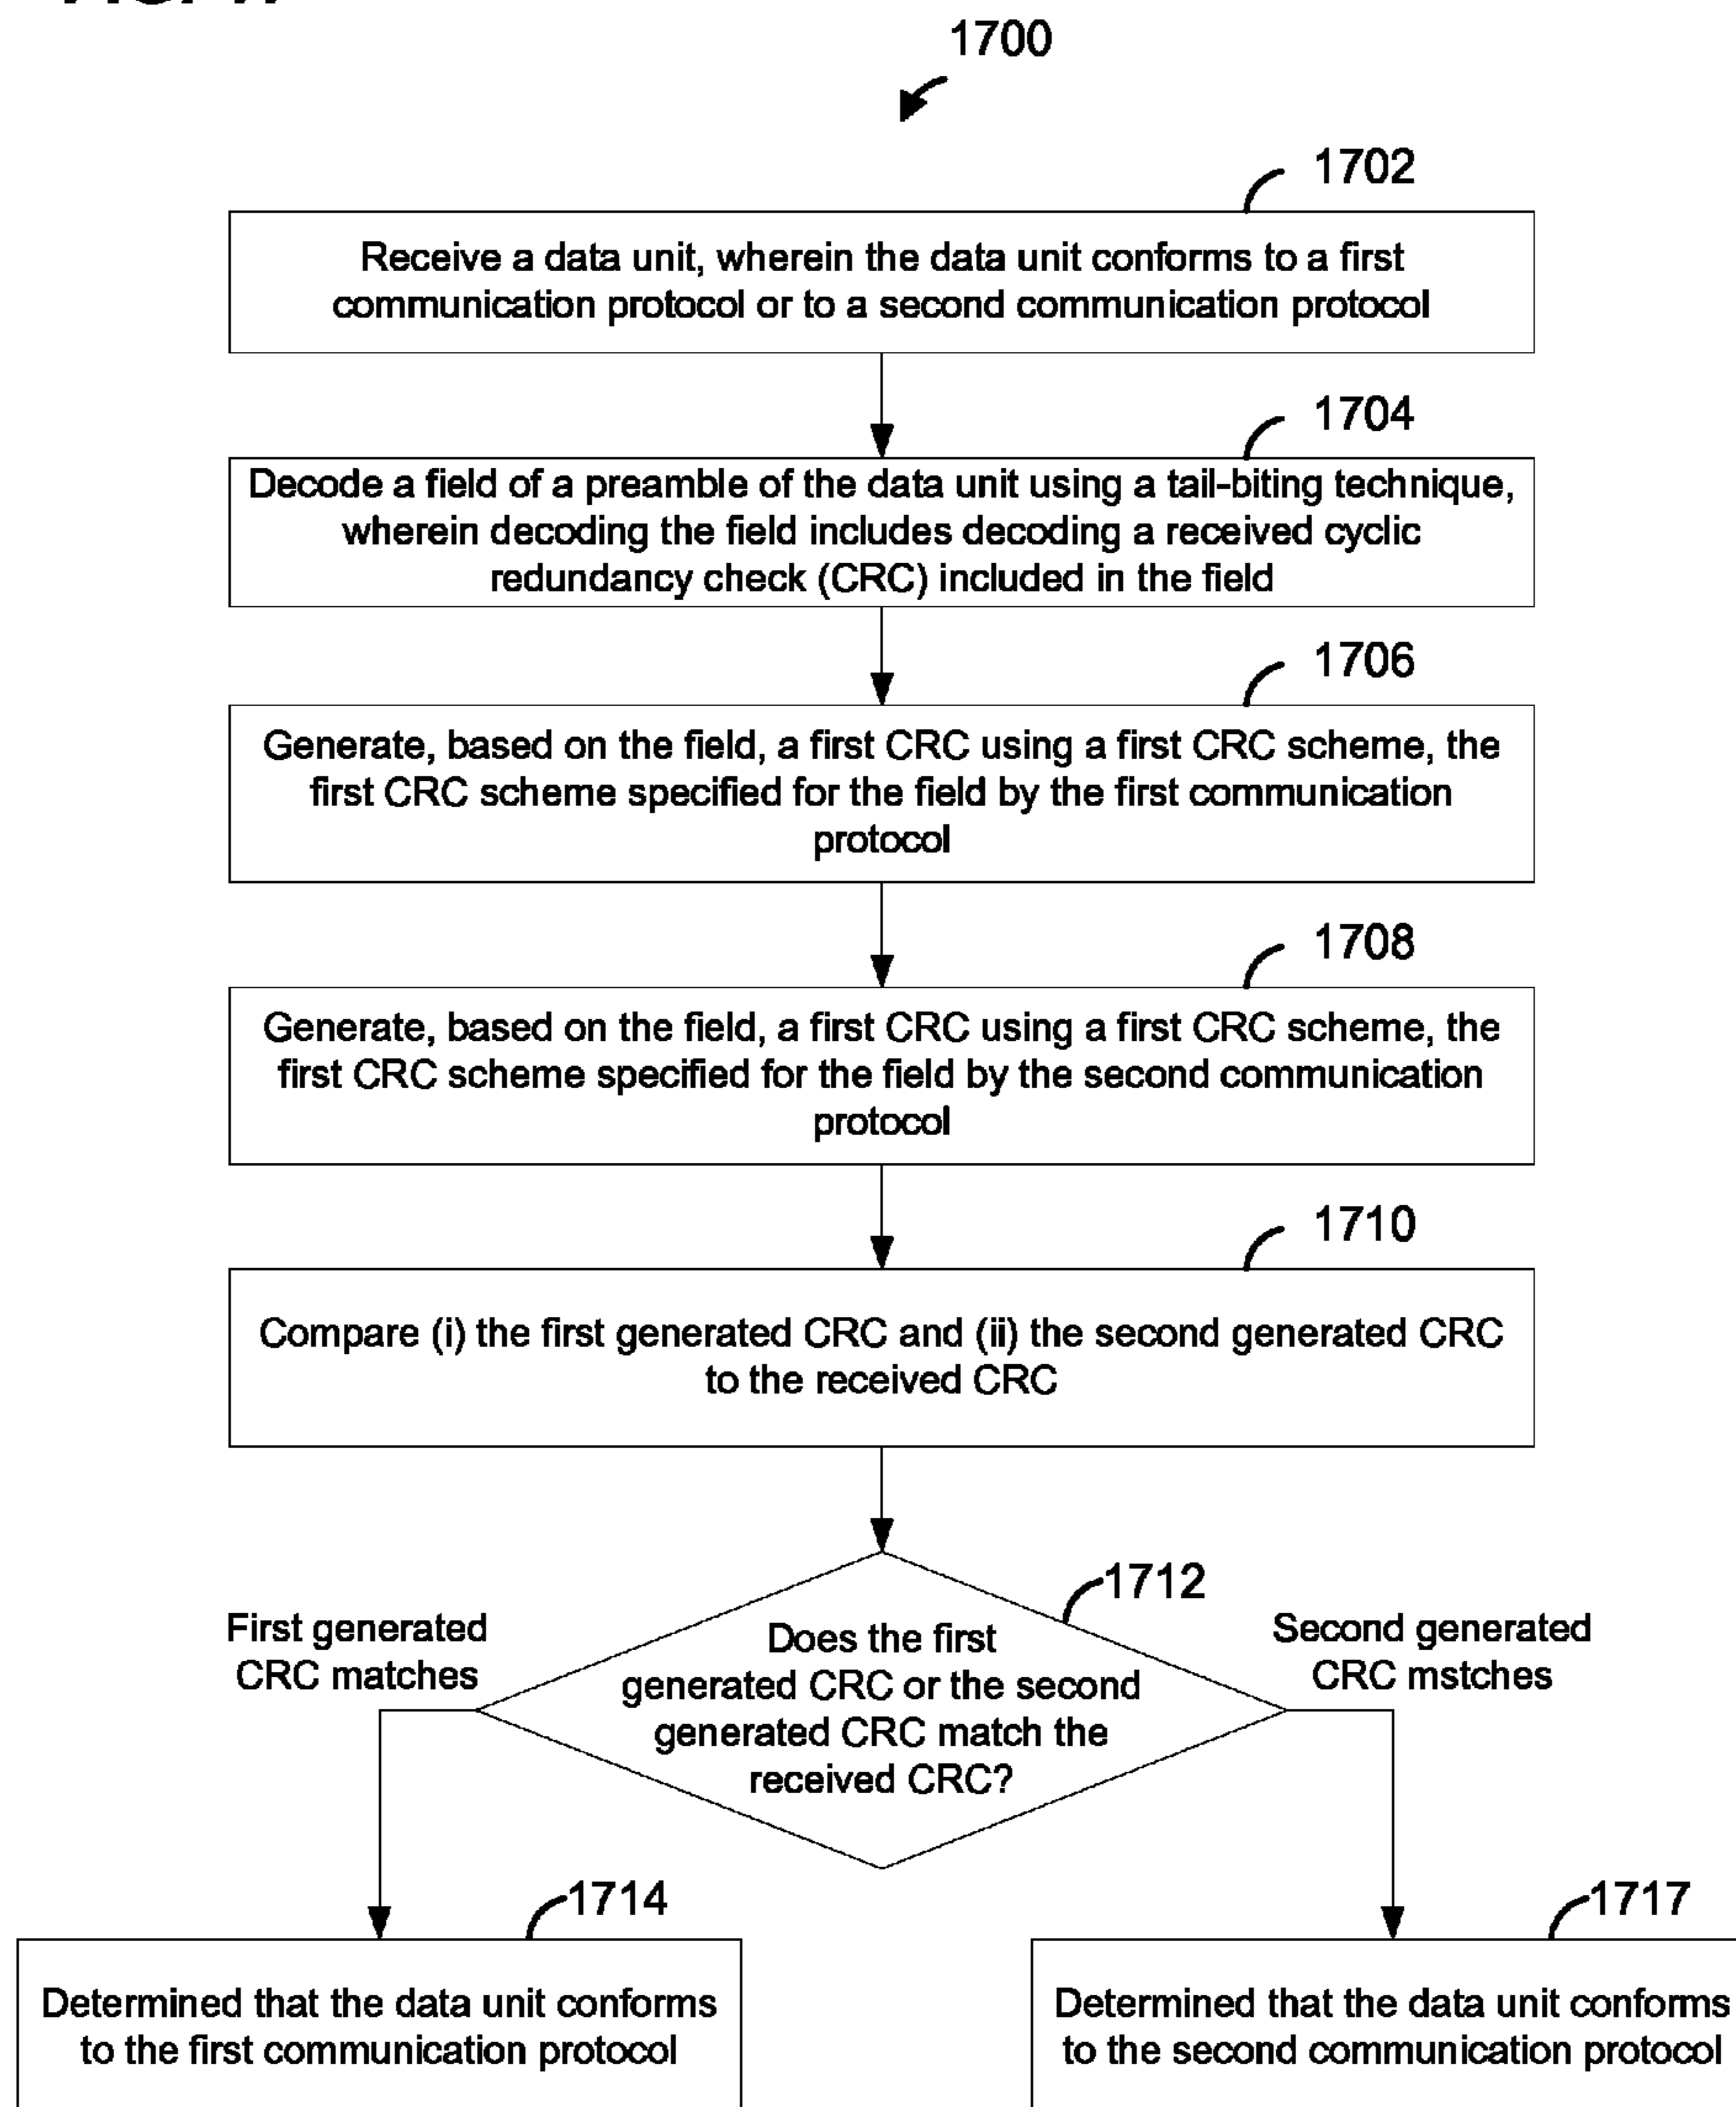 1700
1702
Receive a data unit, wherein the data unit conforms to a first
communication protocol or to a second communication protocol
1704
Decode a field of a preamble of the data unit using a tail-biting technique,
wherein decoding the field includes decoding a received cyclic
redundancy check (CRC) included in the field
1706
Generate, based on the field, a first CRC using a first CRC scheme, the
first CRC scheme specified for the field by the first communication
protocol
1708
Generate, based on the field, a first CRC using a first CRC scheme, the
first CRC scheme specified for the field by the second communication
protocol
1710
Compare (i) the first generated CRC and (ii) the second generated CRC
to the received CRC
1712
Does the first
generated CRC or the second
generated CRC match the
received CRC?
First generated
CRC matches
Second generated
CRC mstches
1714
Determined that the data unit conforms
to the first communication protocol
1717
Determined that the data unit conforms
to the second communication protocol